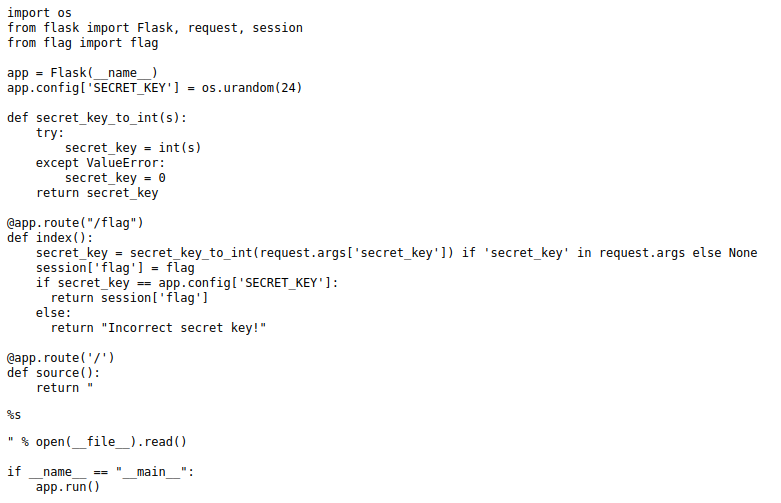 import os
from flask import Flask, request, session
from flag import flag

app = Flask(__name__)
app.config['SECRET_KEY'] = os.urandom(24)

def secret_key_to_int(s):
    try:
        secret_key = int(s)
    except ValueError:
        secret_key = 0
    return secret_key

@app.route("/flag")
def index():
    secret_key = secret_key_to_int(request.args['secret_key']) if 'secret_key' in request.args else None
    session['flag'] = flag
    if secret_key == app.config['SECRET_KEY']:
      return session['flag']
    else:
      return "Incorrect secret key!"

@app.route('/')
def source():
    return "

%s

" % open(__file__).read()

if __name__ == "__main__":
    app.run()